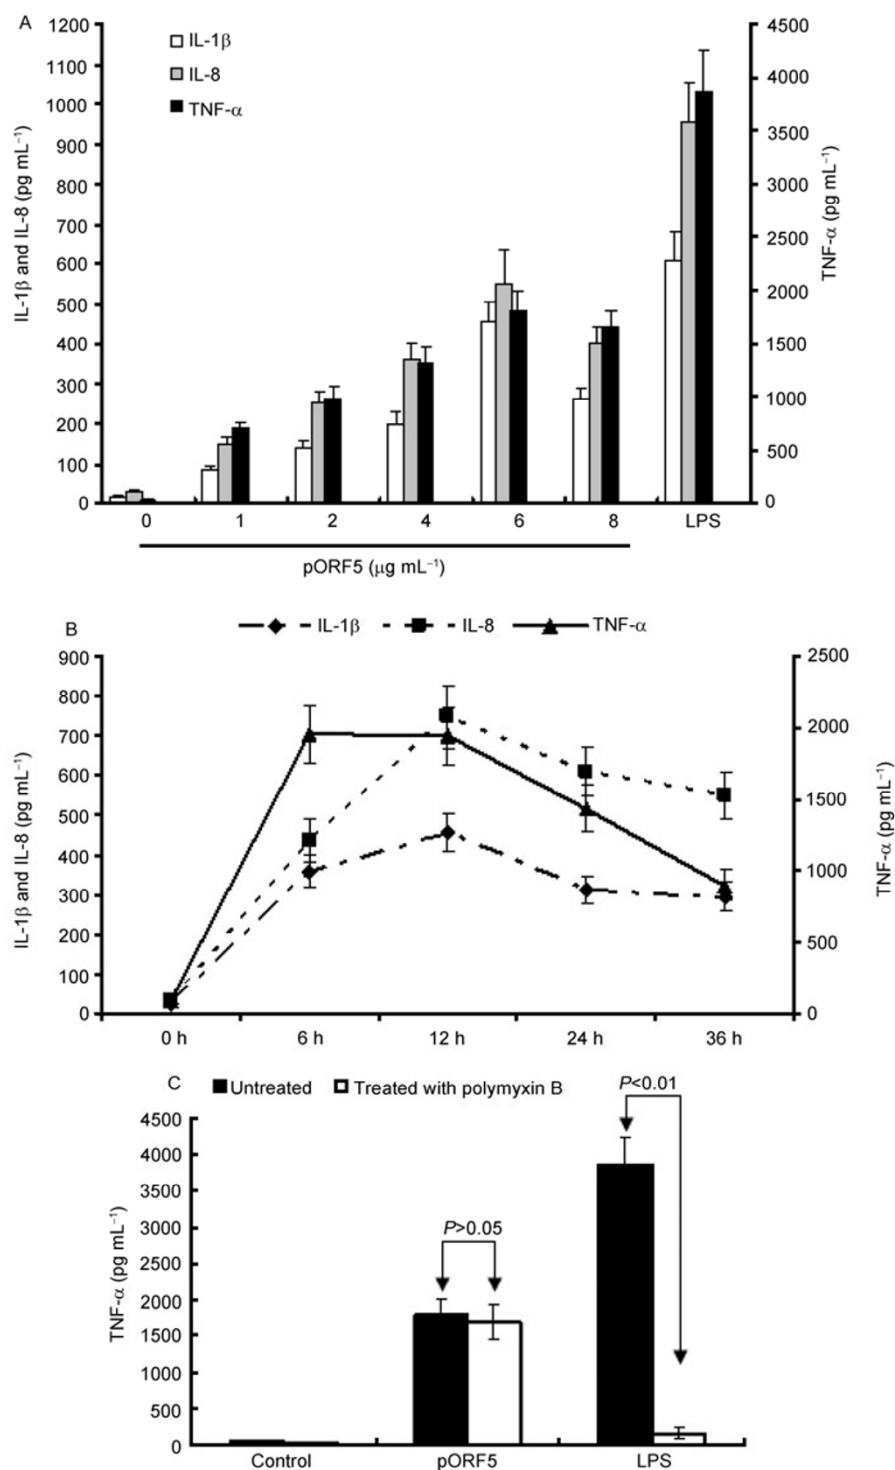 A
IL-1β
IL-8
TNF-α
IL-1β and IL-8 (pg mL⁻¹)
1200
1100
1000
900
800
700
600
500
400
300
200
100
0
TNF-α (pg mL⁻¹)
4500
4000
3500
3000
2500
2000
1500
1000
500
0
0 1 2 4 6 8 LPS
pORF5 (μg mL⁻¹)
B
IL-1β IL-8 TNF-α
IL-1β and IL-8 (pg mL⁻¹)
900
800
700
600
500
400
300
200
100
0
TNF-α (pg mL⁻¹)
2500
2000
1500
1000
500
0
0 h 6 h 12 h 24 h 36 h
C
Untreated Treated with polymyxin B
P<0.01
P>0.05
TNF-α (pg mL⁻¹)
4500
4000
3500
3000
2500
2000
1500
1000
500
0
Control pORF5 LPS